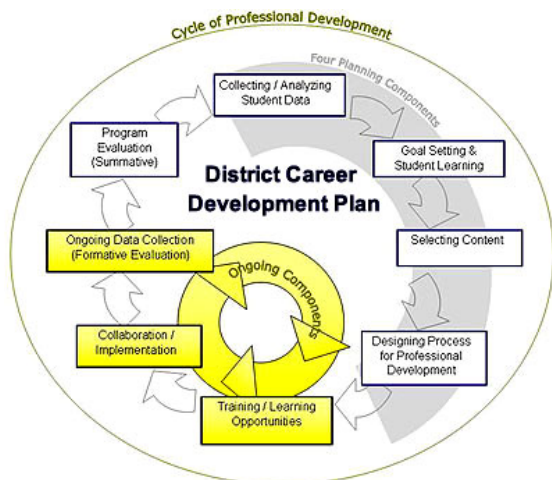 Cycle of Professional Development
Four Planning Components
Collecting / Analyzing
Student Data
Program
Evaluation
(Summative)
Goal Setting &
Student Learning
District Career
Development Plan
Ongoing Data Collection
(Formative Evaluation)
Selecting Content
Ongoing Components
Collaboration /
Implementation
Designing Process
for Professional
Development
Training / Learning
Opportunities